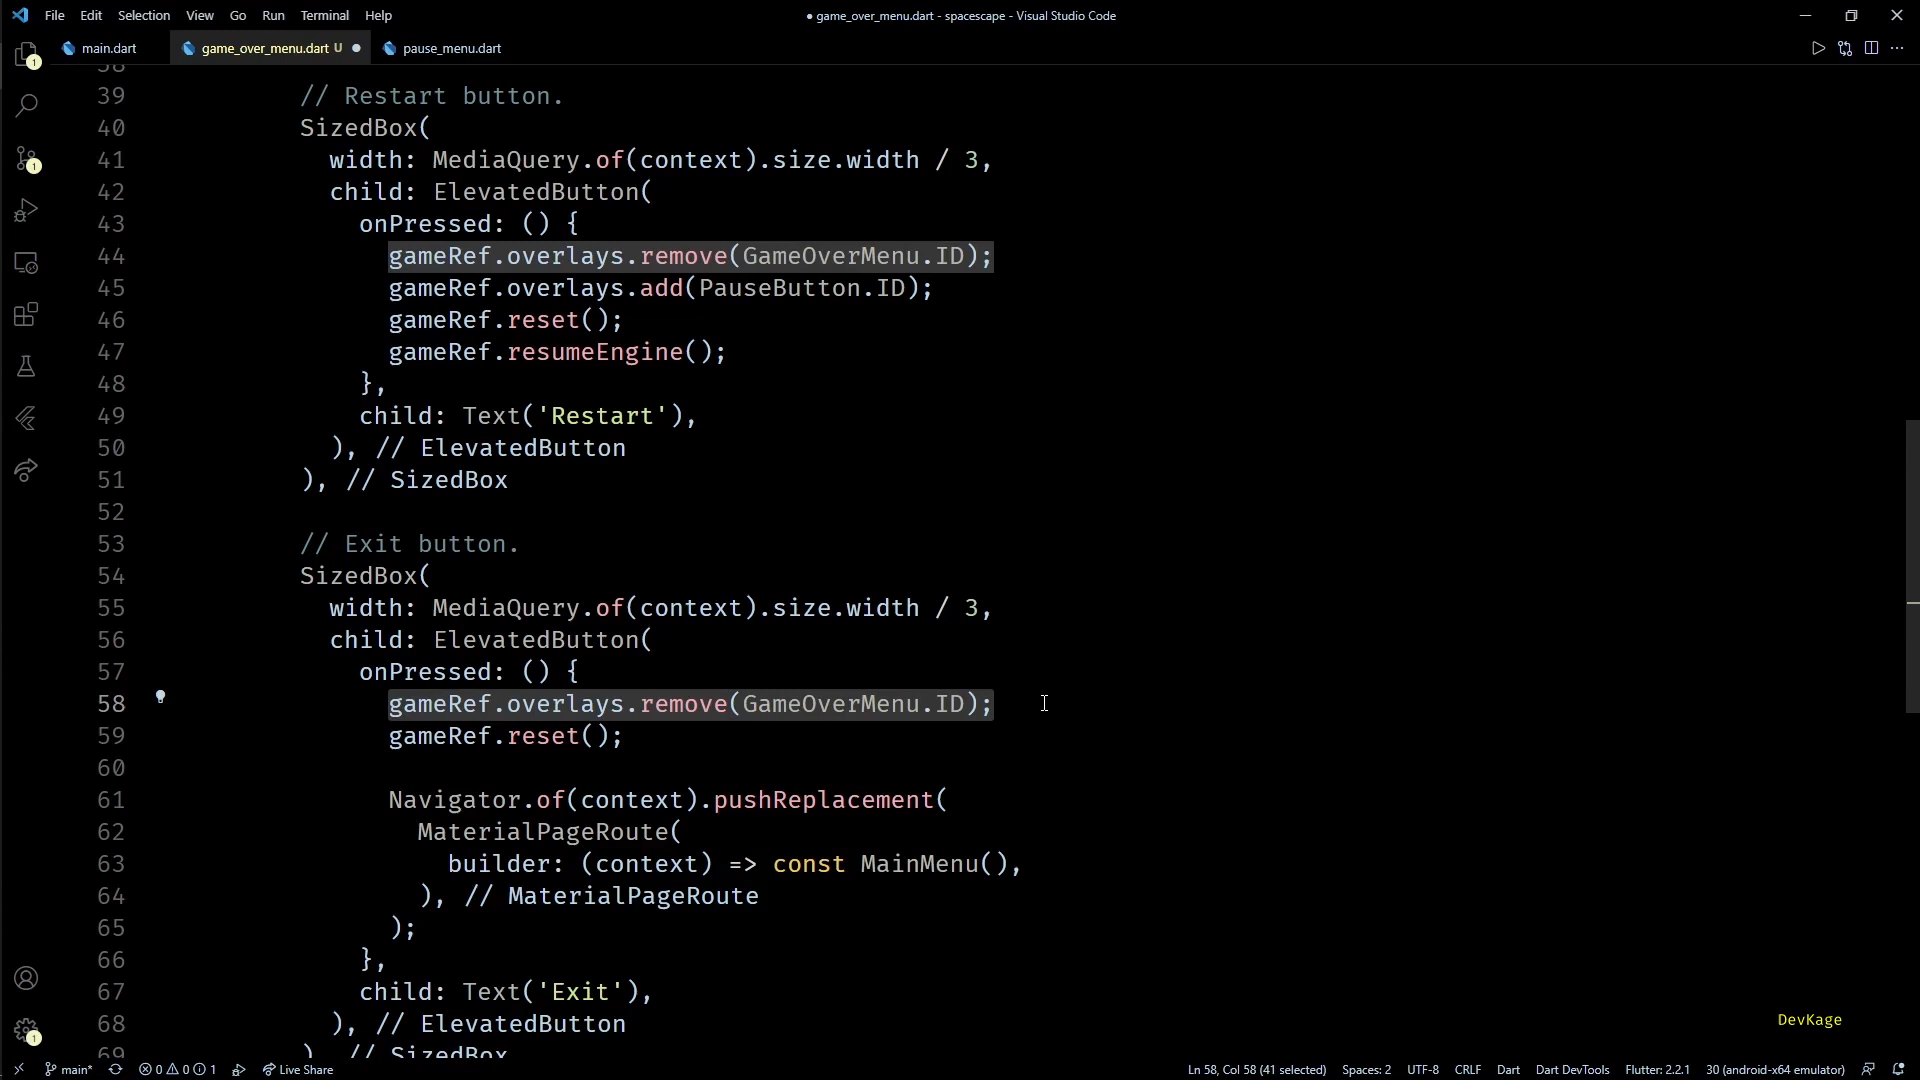 File Edit Selection View Go Run Terminal Help
● game_over_menu.dart - spacescape - Visual Studio Code
main.dart
game_over_menu.dart U ●
pause_menu.dart
1
1
1
38
39 // Restart button.
40 SizedBox(
41 width: MediaQuery.of(context).size.width / 3,
42 child: ElevatedButton(
43 onPressed: () {
44 gameRef.overlays.remove(GameOverMenu.ID);
45 gameRef.overlays.add(PauseButton.ID);
46 gameRef.reset();
47 gameRef.resumeEngine();
48 },
49 child: Text('Restart'),
50 ), // ElevatedButton
51 ), // SizedBox
52
53 // Exit button.
54 SizedBox(
55 width: MediaQuery.of(context).size.width / 3,
56 child: ElevatedButton(
57 onPressed: () {
58 gameRef.overlays.remove(GameOverMenu.ID);
59 gameRef.reset();
60
61 Navigator.of(context).pushReplacement(
62 MaterialPageRoute(
63 builder: (context) => const MainMenu(),
64 ), // MaterialPageRoute
65 );
66 },
67 child: Text('Exit'),
68 ), // ElevatedButton
69 ), // SizedBox
DevKage
main* 0 0 1 Live Share
Ln 58, Col 58 (41 selected) Spaces: 2 UTF-8 CRLF Dart Dart DevTools Flutter: 2.2.1 30 (android-x64 emulator)